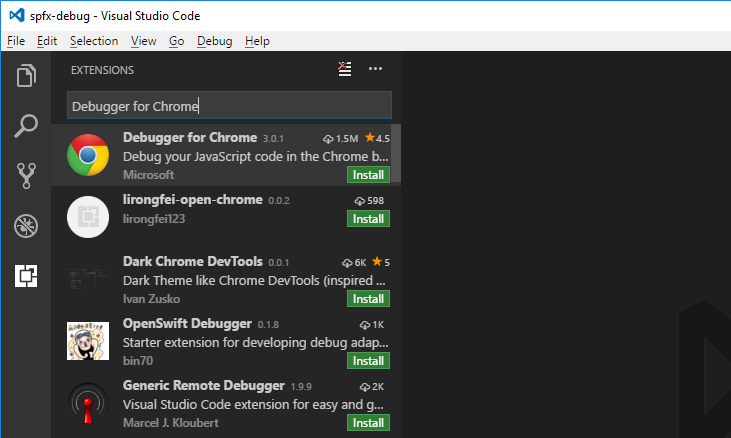 spfx-debug - Visual Studio Code
File Edit Selection View Go Debug Help
EXTENSIONS
Debugger for Chrome
Debugger for Chrome 3.0.1 1.5M 4.5
Debug your JavaScript code in the Chrome b...
Microsoft Install
lirongfei-open-chrome 0.0.2 598
lirongfei123 Install
Dark Chrome DevTools 0.0.1 6K 5
Dark Theme like Chrome DevTools (inspired ...
Ivan Zusko Install
OpenSwift Debugger 0.1.8 1K
Starter extension for developing debug adap...
bin70 Install
Generic Remote Debugger 1.9.9 2K
Visual Studio Code extension for easy and g...
Marcel J. Kloubert Install